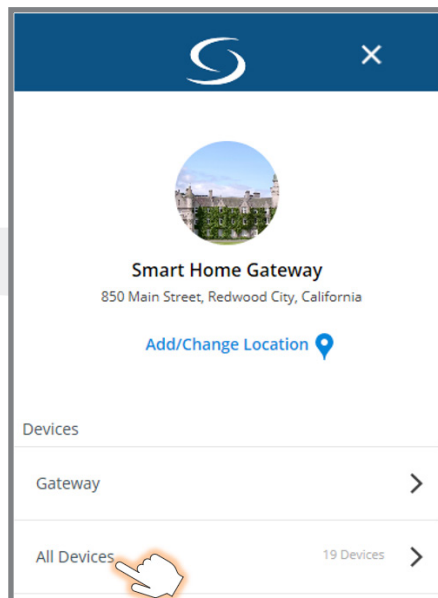 Smart Home Gateway
850 Main Street, Redwood City, California
Add/Change Location
Devices
Gateway
All Devices
19 Devices